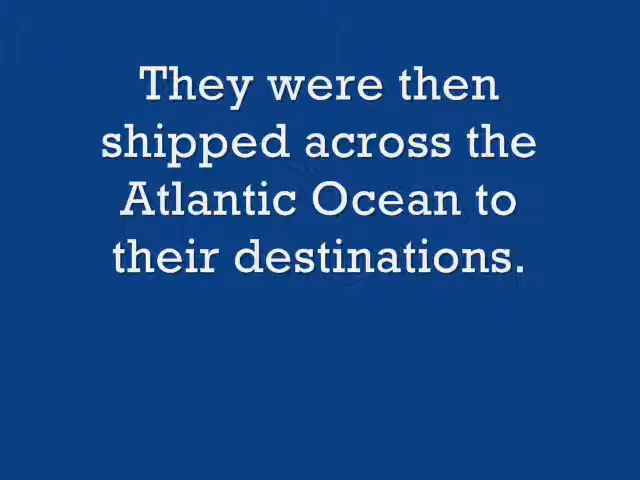 They were then
shipped across the
Atlantic Ocean to
their destinations.